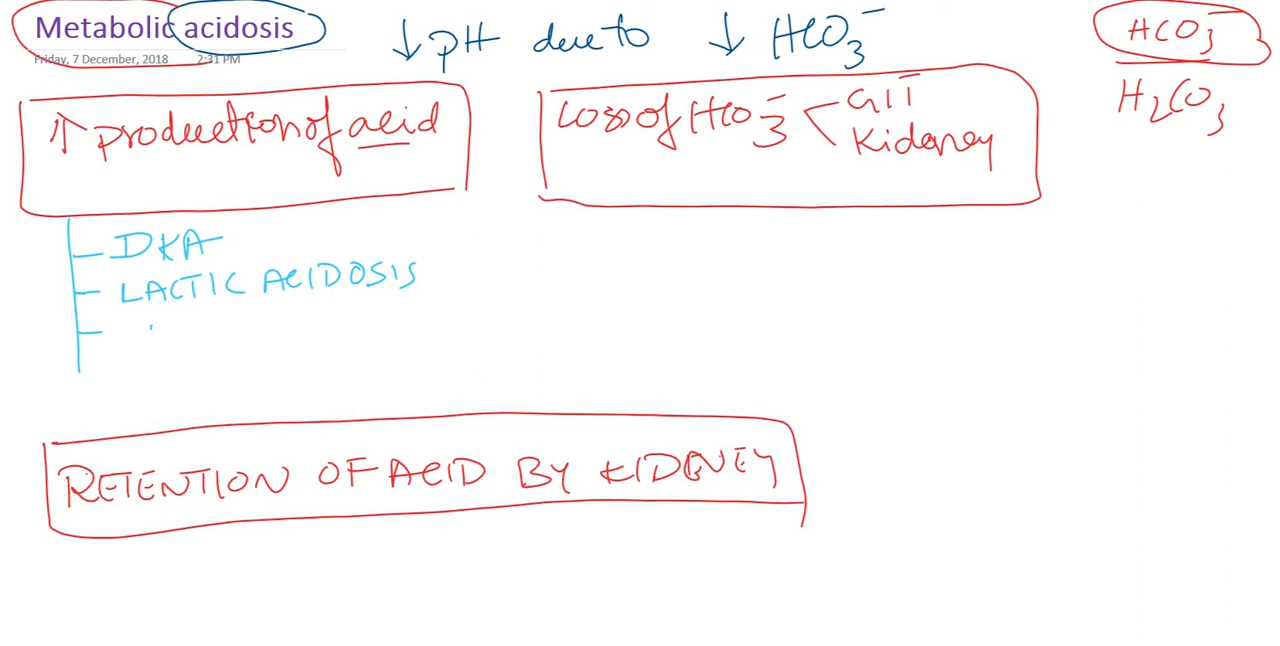 Metabolic acidosis
Friday, 7 December, 2018 2:31 PM
↓ pH due to ↓ HCO3-
HCO3-
H2CO3
↑ production of acid
Loss of HCO3- < GIT
Kidney
DKA
LACTIC ACIDOSIS
RETENTION OF ACID BY KIDENEY